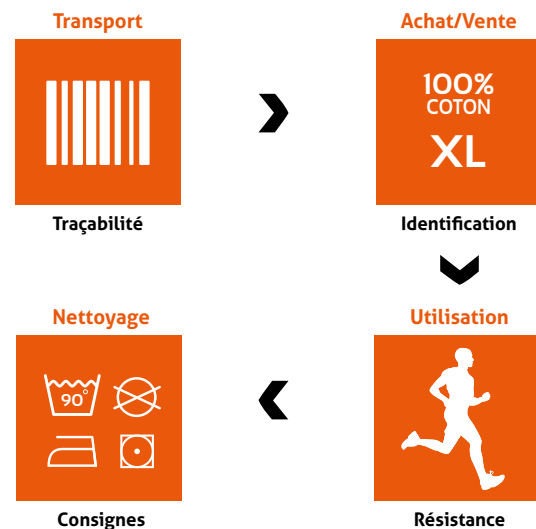 Transport
Achat/Vente
100%
COTON
XL
Traçabilité
Identification
Nettoyage
Utilisation
90°
Consignes
Résistance